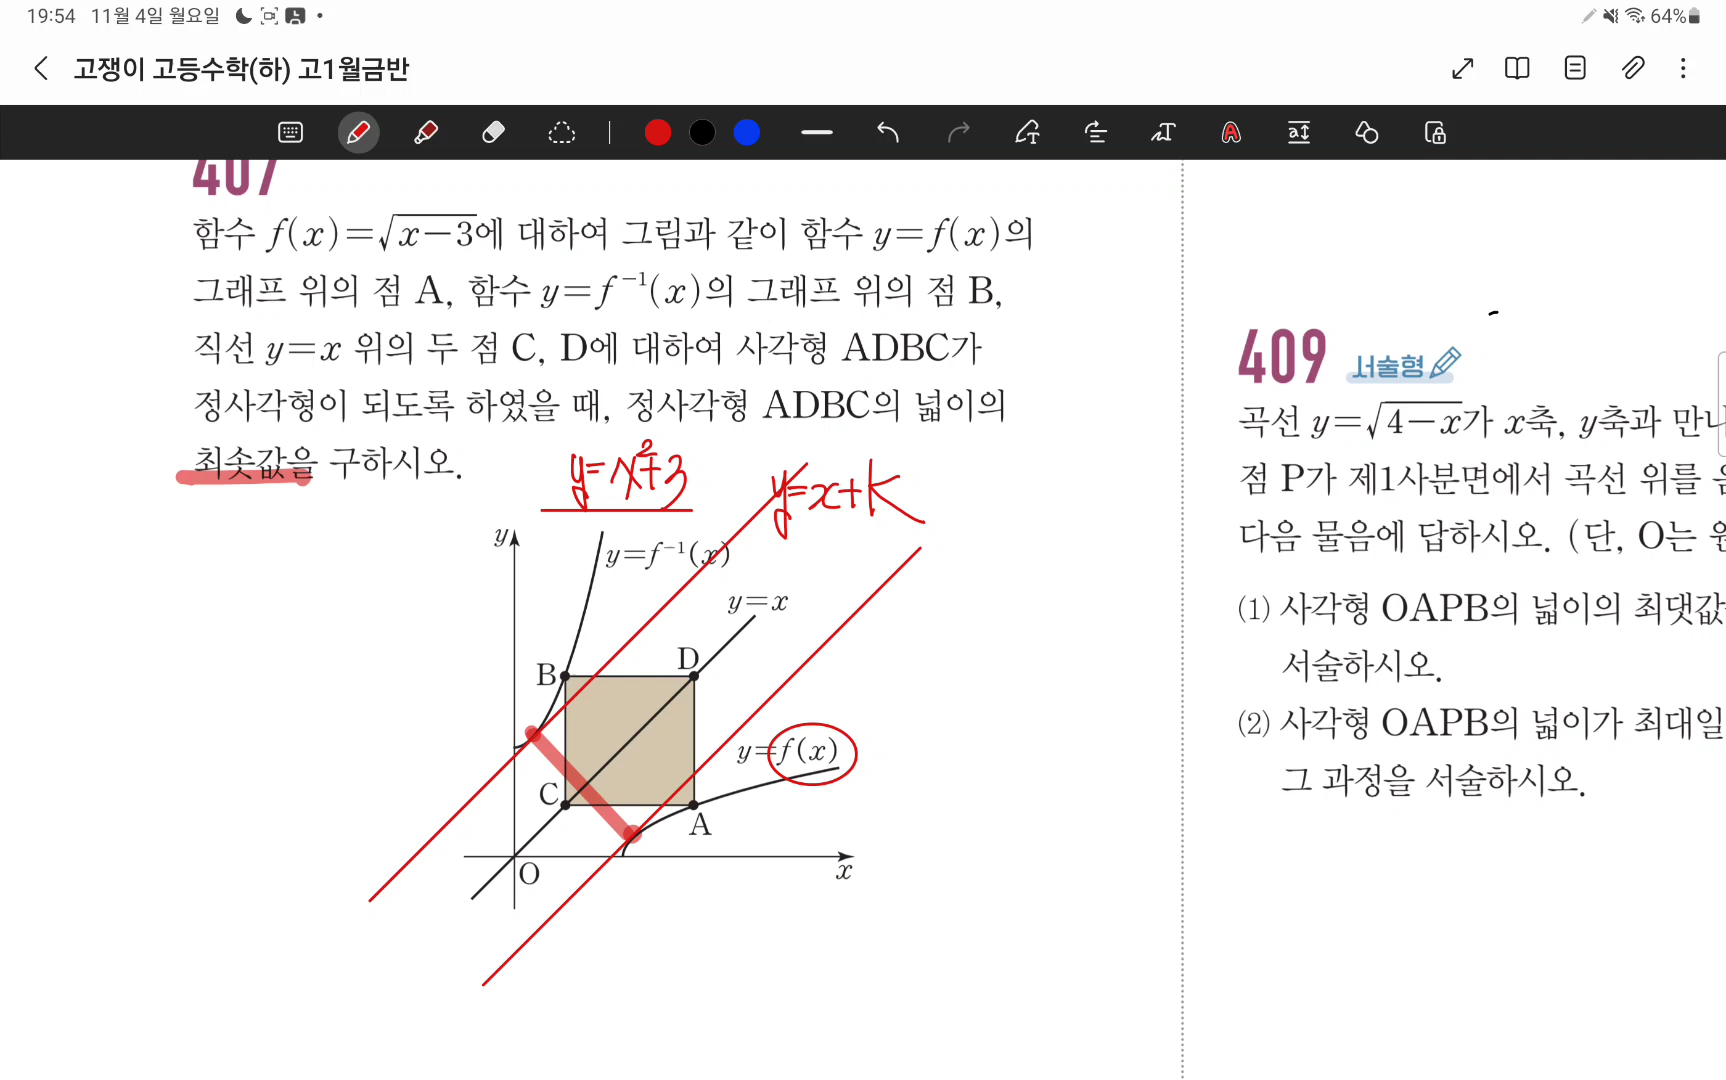 19:54 11월 4일 월요일
64%
고쟁이 고등수학(하) 고1월금반
407
함수 f(x)=√x−3에 대하여 그림과 같이 함수 y=f(x)의
그래프 위의 점 A, 함수 y=f⁻¹(x)의 그래프 위의 점 B,
직선 y=x 위의 두 점 C, D에 대하여 사각형 ADBC가
정사각형이 되도록 하였을 때, 정사각형 ADBC의 넓이의
최솟값을 구하시오.
y=x²+3
y=x+k
y
y=f⁻¹(x)
y=x
B
D
y=f(x)
C
A
O
x
409 서술형
곡선 y=√4−x가 x축, y축과 만나
점 P가 제1사분면에서 곡선 위를 움
다음 물음에 답하시오. (단, O는 원
(1) 사각형 OAPB의 넓이의 최댓값
서술하시오.
(2) 사각형 OAPB의 넓이가 최대일
그 과정을 서술하시오.